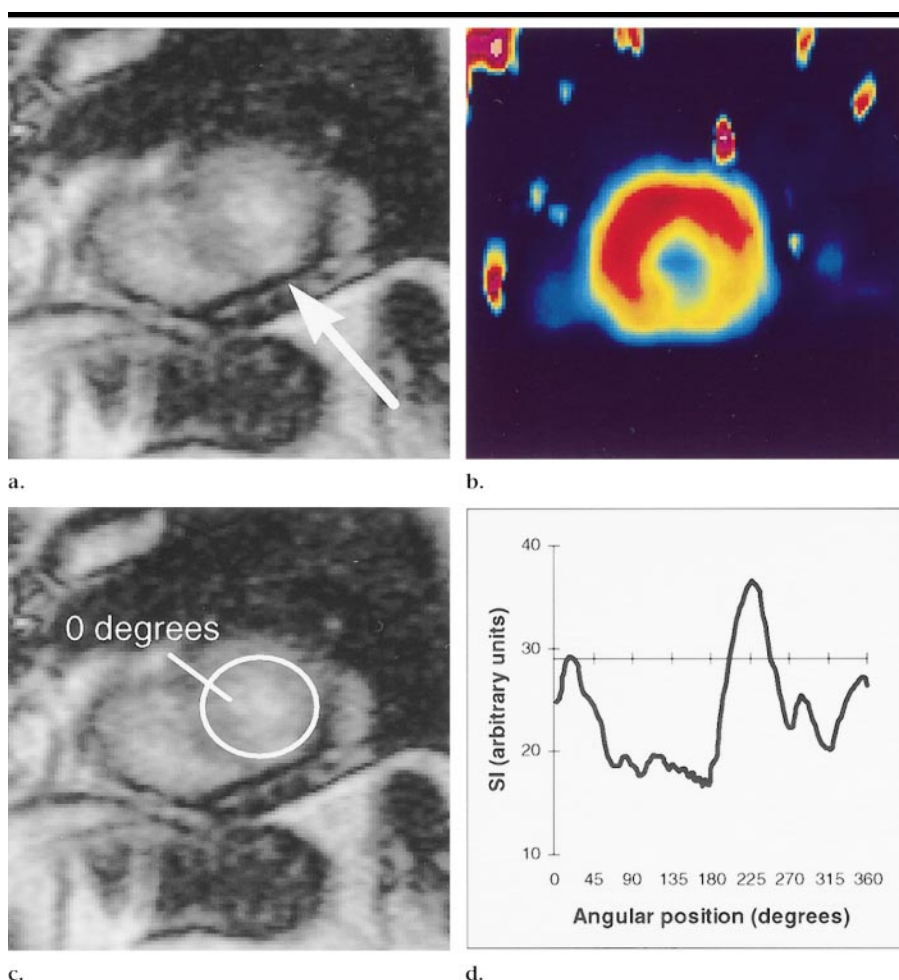 a.
b.
0 degrees
c.
SI (arbitrary units)
40
30
20
10
0 45 90 135 180 225 270 315 360
Angular position (degrees)
d.